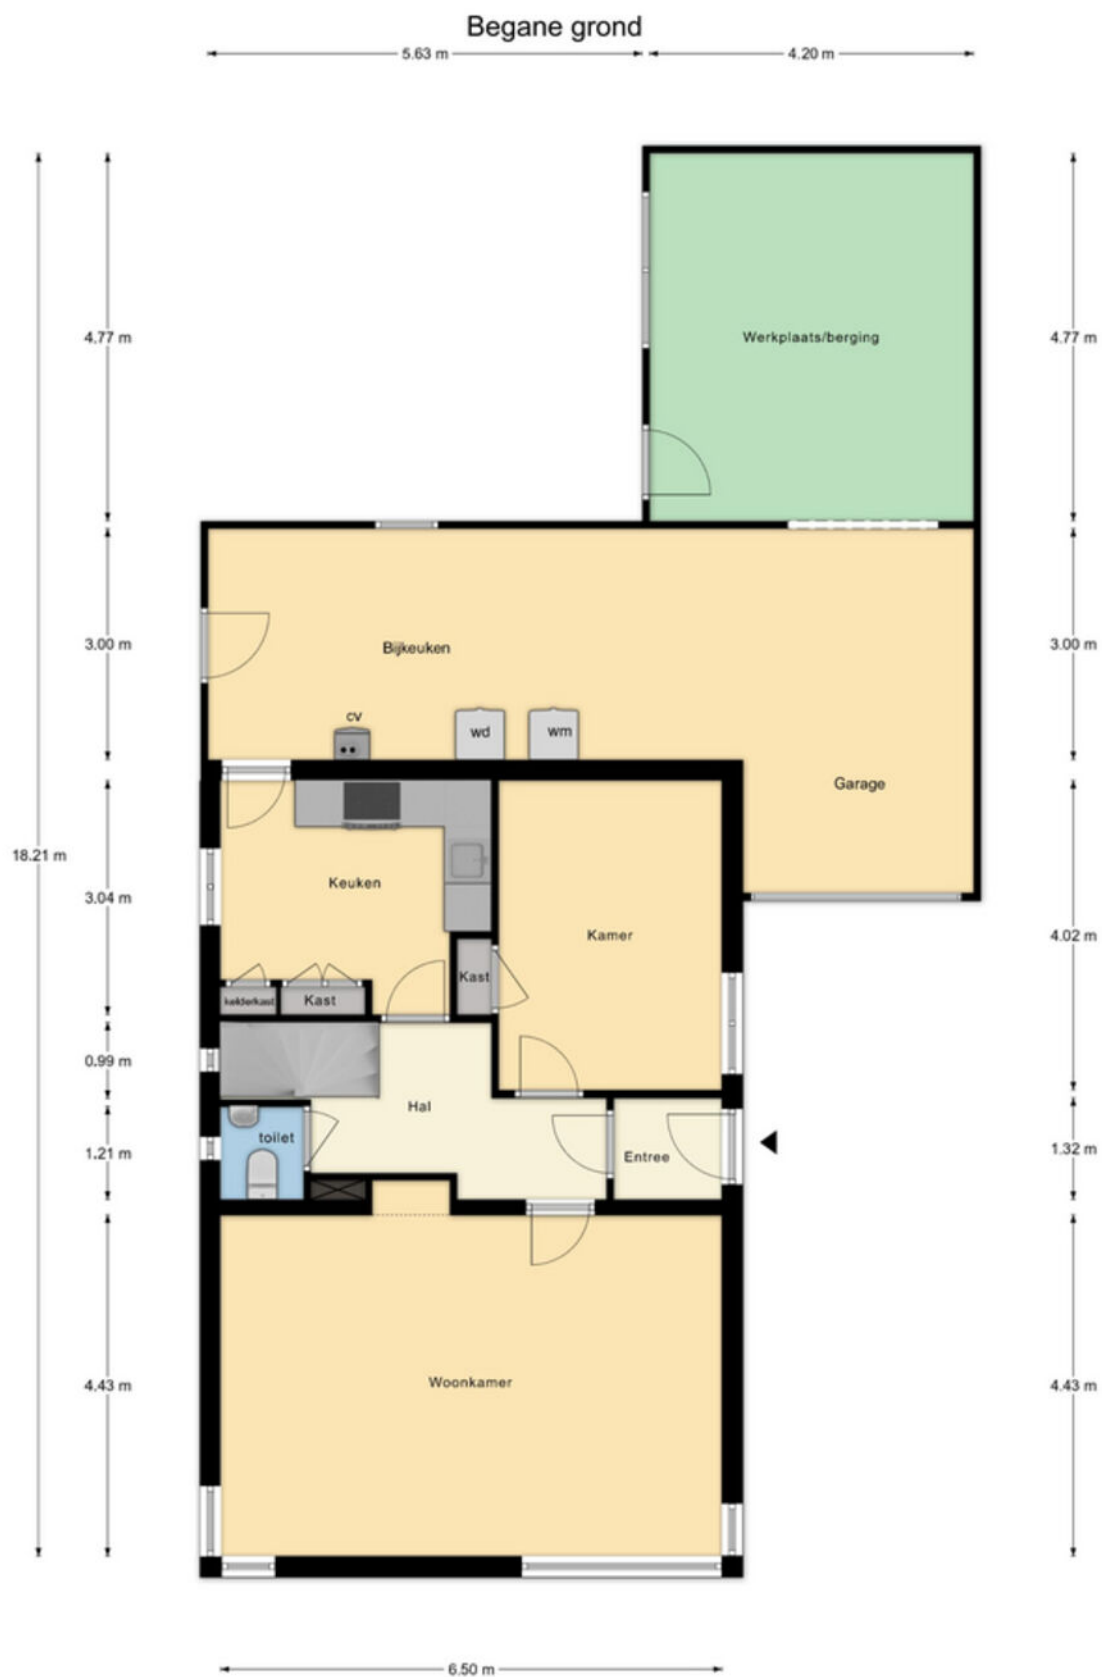 Begane grond
5.63 m
4.20 m
4.77 m
Werkplaats/berging
4.77 m
3.00 m
Bijkeuken
3.00 m
cv
wd
wm
Garage
18.21 m
3.04 m
Keuken
Kamer
4.02 m
Kast
kelderkast
Kast
0.99 m
Hal
toilet
1.21 m
Entree
1.32 m
Woonkamer
4.43 m
4.43 m
6.50 m